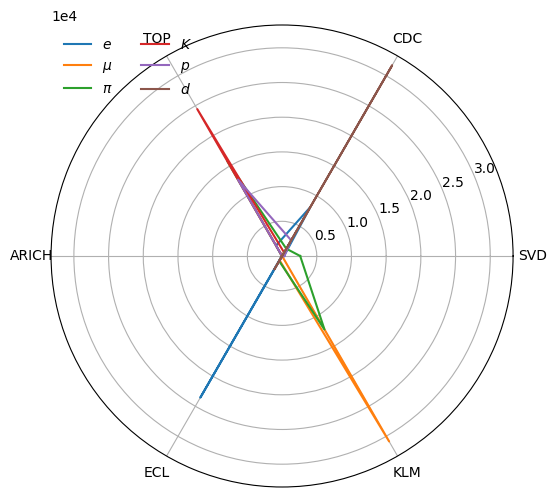 1e4
e K
μ p
π d
TOP CDC
3.0
2.5
2.0
1.5
1.0
0.5
ARICH SVD
ECL KLM